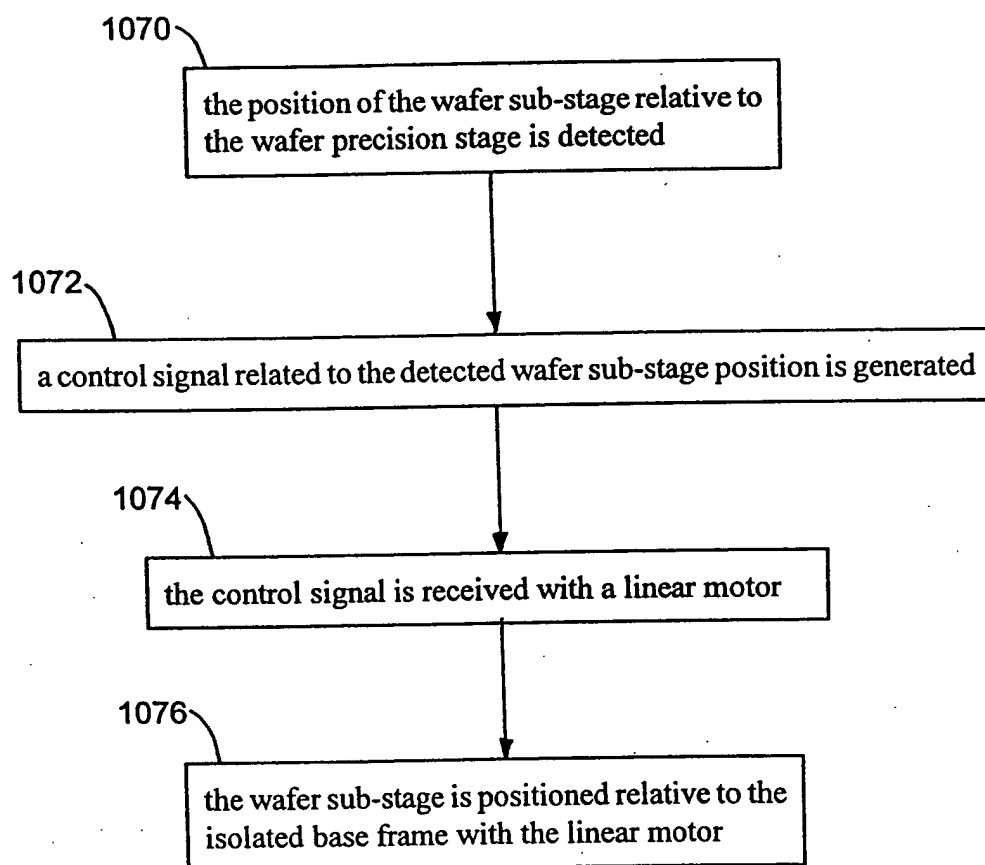 1070
the position of the wafer sub-stage relative to
the wafer precision stage is detected
1072
a control signal related to the detected wafer sub-stage position is generated
1074
the control signal is received with a linear motor
1076
the wafer sub-stage is positioned relative to the
isolated base frame with the linear motor